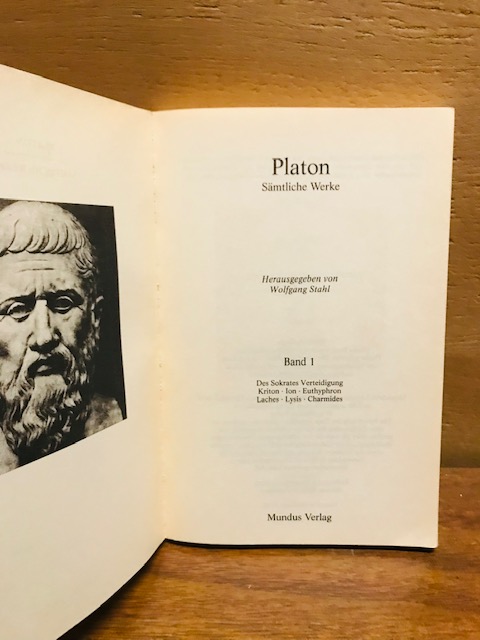 Platon
Sämtliche Werke
Herausgegeben von
Wolfgang Stahl
Band 1
Des Sokrates Verteidigung
Kriton · Ion · Euthyphron
Laches · Lysis · Charmides
Mundus Verlag